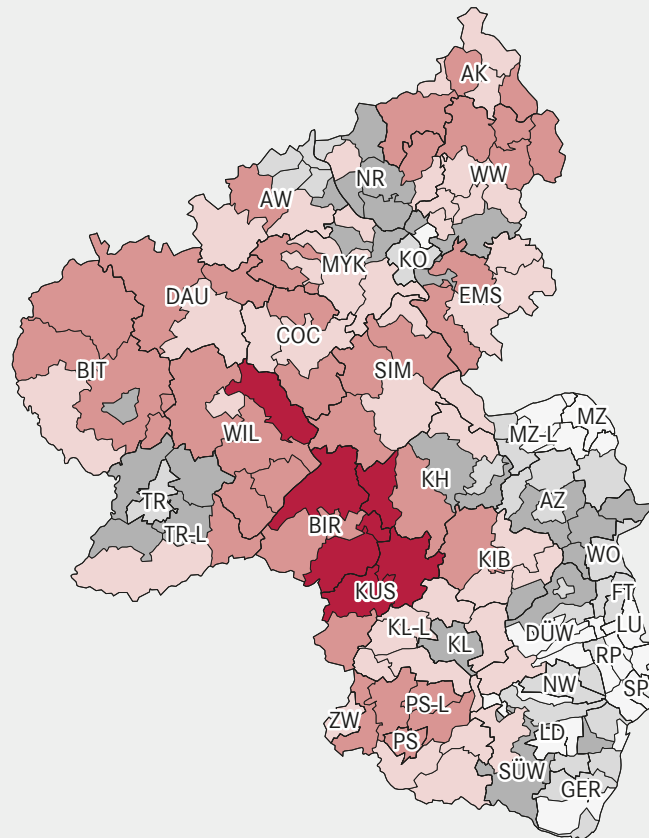 AK
NR
WW
AW
KO
MYK
EMS
DAU
COC
BIT
SIM
WIL
MZ
MZ-L
KH
AZ
TR
TR-L
BIR
WO
KIB
KUS
FT
LU
KL-L
KL
DÜW
RP
NW
SP
PS-L
ZW
PS
LD
SÜW
GER